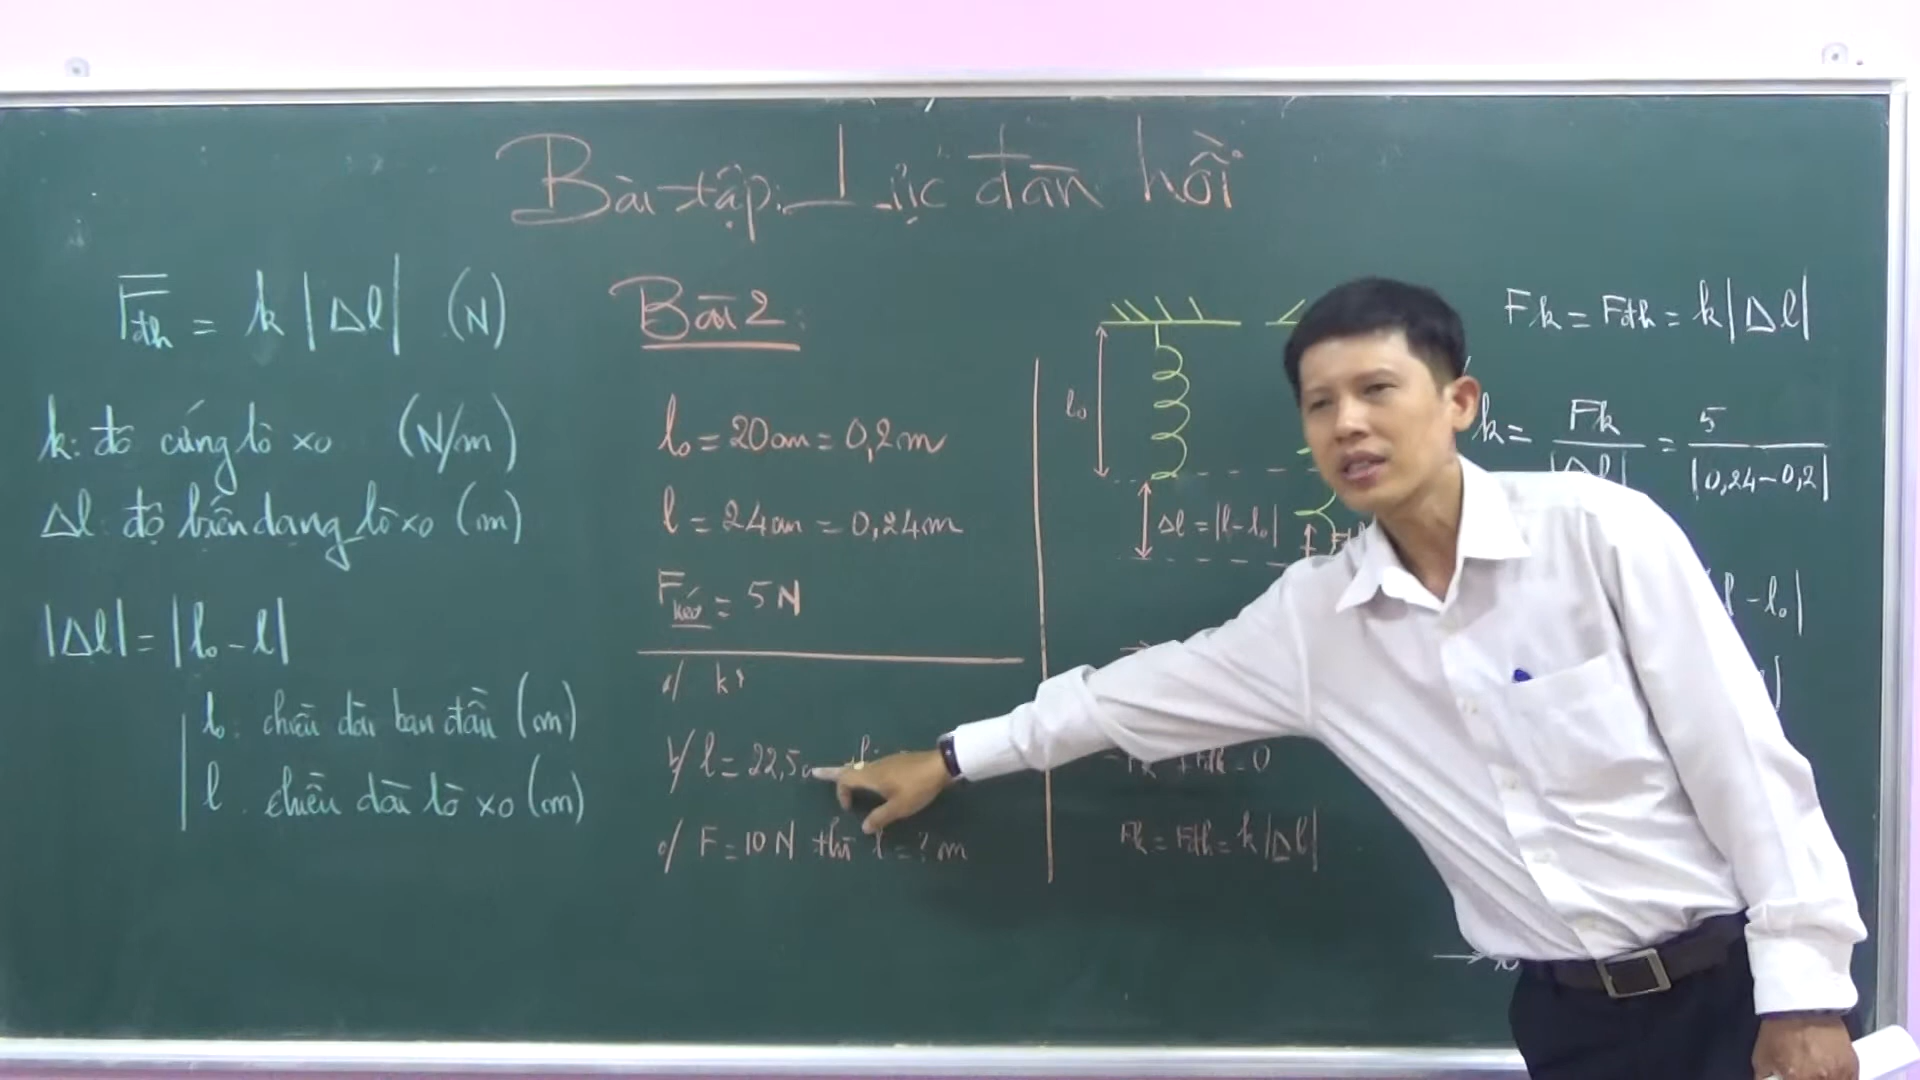 Bài tập: Lực đàn hồi
Fđh = k |Δl| (N)
k: độ cứng lò xo (N/m)
Δl: độ biến dạng lò xo (m)
|Δl| = |l₀ - l|
l₀: chiều dài ban đầu (m)
l: chiều dài lò xo (m)
Bài 2:
l₀ = 20cm = 0,2m
l = 24cm = 0,24m
Fkéo = 5N
a/ k?
b/ l = 22,5
c/ F = 10N thì l = ? m
l₀
Δl = |l-l₀|
Fk = Fđh = k|Δl|
Fk = Fđh = k|Δl|
k = Fk / |Δl| = 5 / |0,24-0,2|
l - l₀|